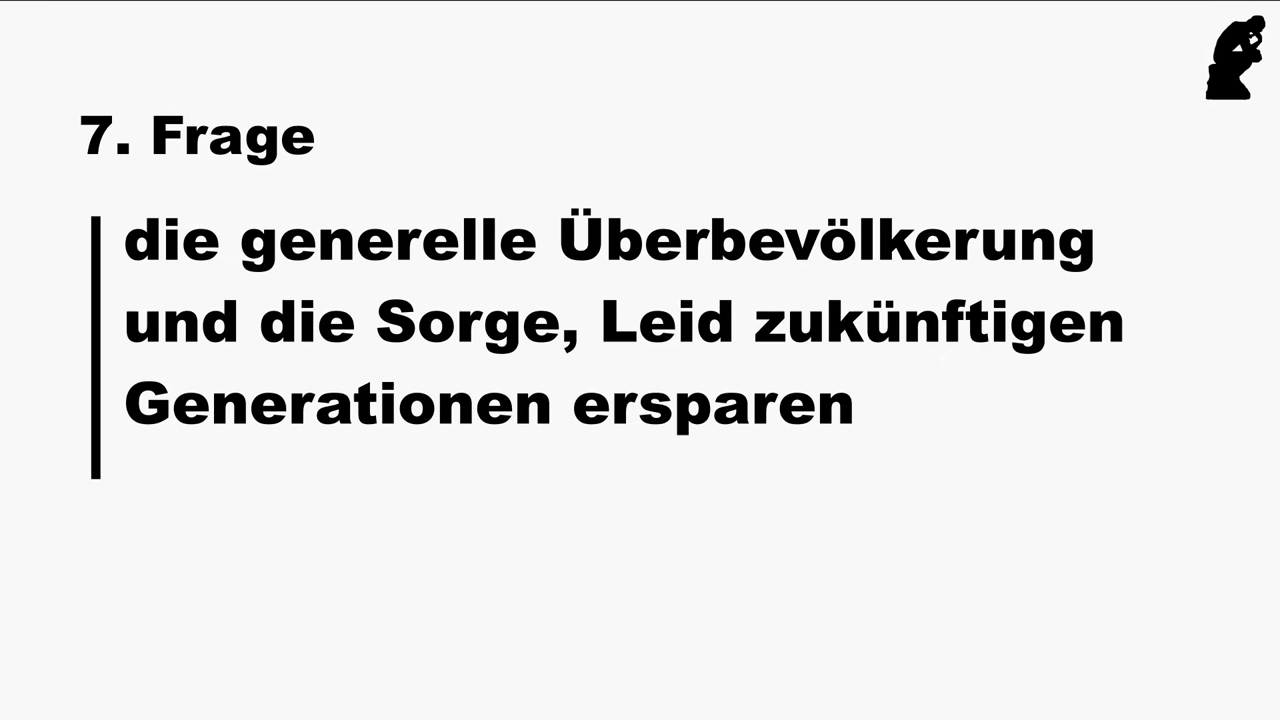 7. Frage
die generelle Überbevölkerung
und die Sorge, Leid zukünftigen
Generationen ersparen